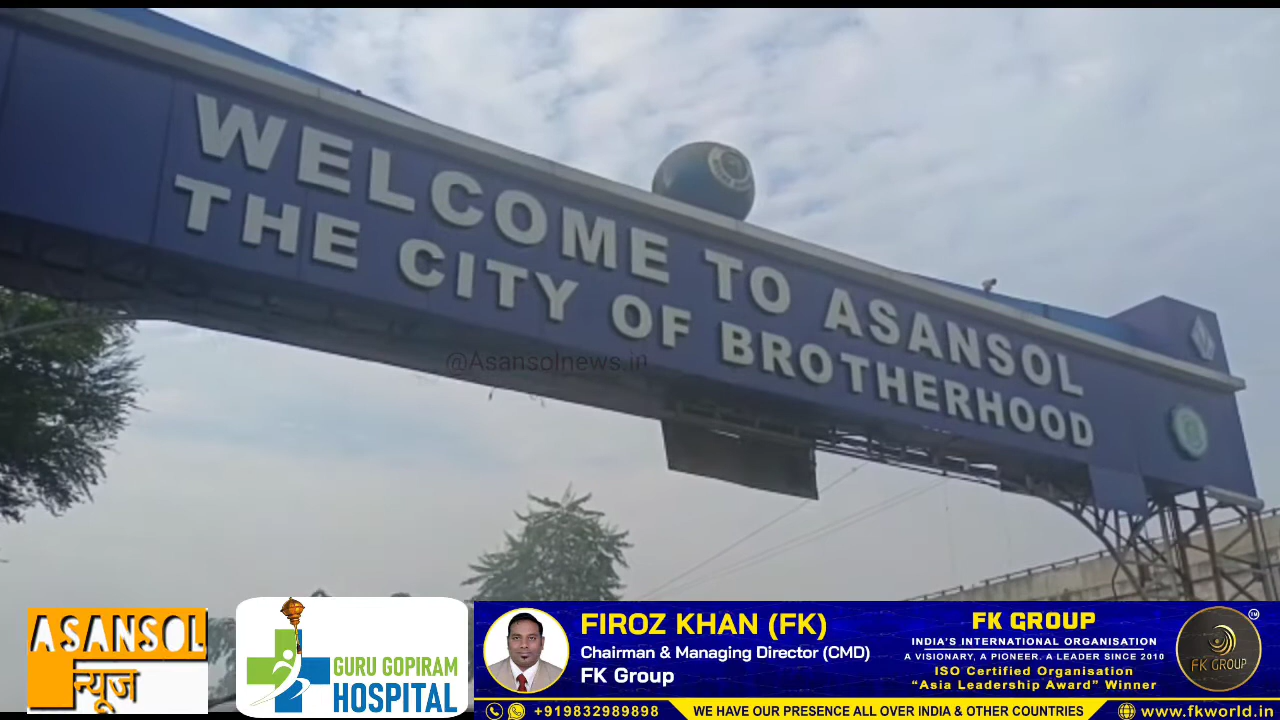 WELCOME TO ASANSOL
THE CITY OF BROTHERHOOD
@Asansolnews.in
ASANSOL
न्यूज
GURU GOPIRAM
HOSPITAL
FIROZ KHAN (FK)
Chairman & Managing Director (CMD)
FK Group
FK GROUP
INDIA'S INTERNATIONAL ORGANISATION
A VISIONARY, A PIONEER, A LEADER SINCE 2010
ISO Certified Organisation
“Asia Leadership Award” Winner
FK GROUP
TM
+919832989898
WE HAVE OUR PRESENCE ALL OVER INDIA & OTHER COUNTRIES
www.fkworld.in